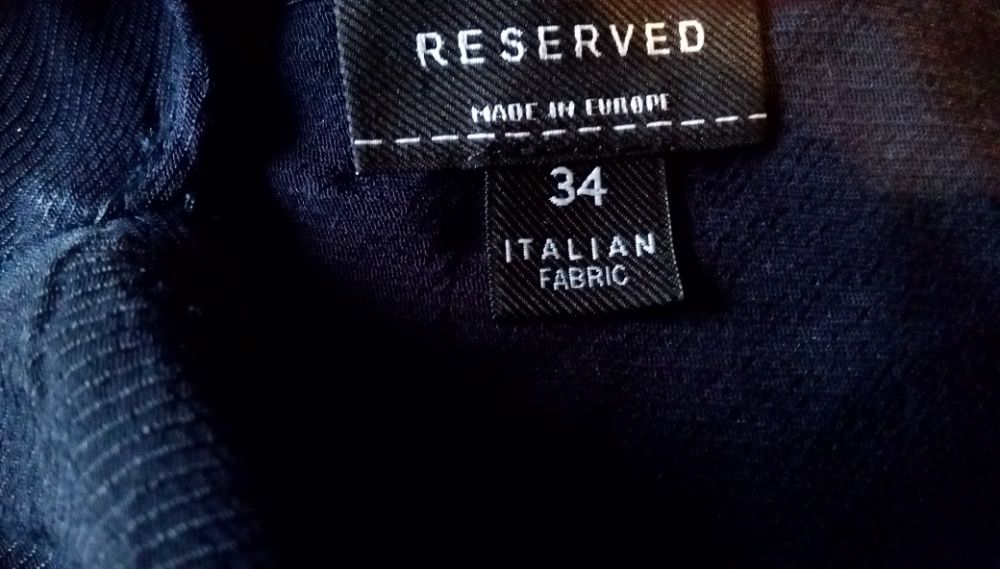 RESERVED
MADE IN EUROPE
34
ITALIAN
FABRIC